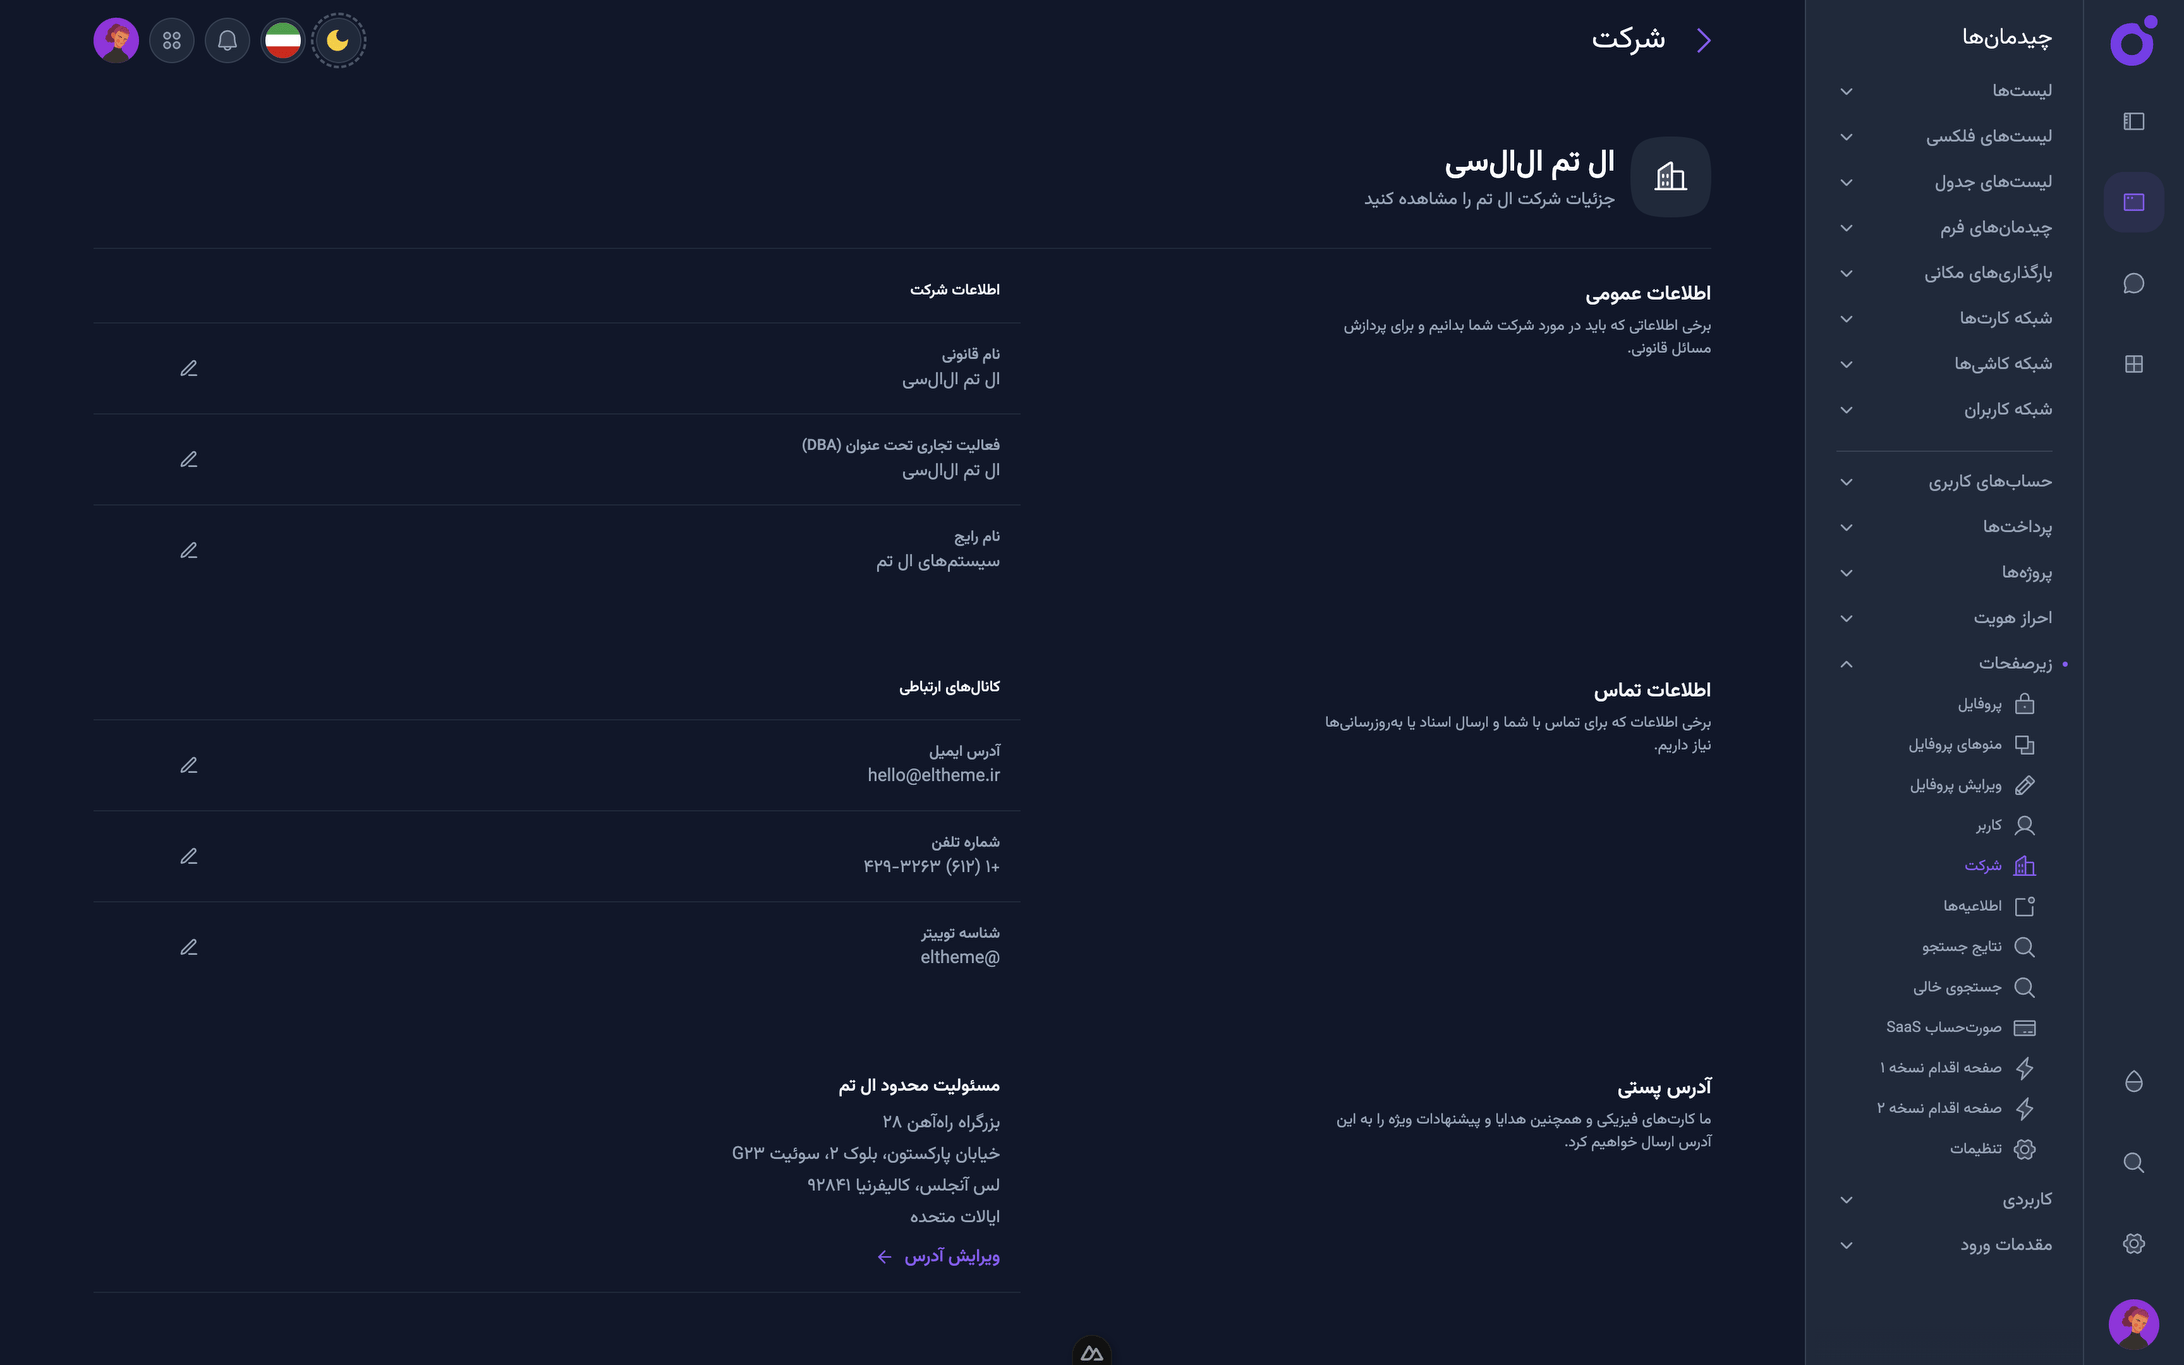 چیدمان‌ها
لیست‌ها
لیست‌های فلکسی
لیست‌های جدول
چیدمان‌های فرم
بارگذاری‌های مکانی
شبکه کارت‌ها
شبکه کاشی‌ها
شبکه کاربران
حساب‌های کاربری
پرداخت‌ها
پروژه‌ها
احراز هویت
زیرصفحات
پروفایل
منوهای پروفایل
ویرایش پروفایل
کاربر
شرکت
اطلاعیه‌ها
نتایج جستجو
جستجوی خالی
صورت‌حساب SaaS
صفحه اقدام نسخه ۱
صفحه اقدام نسخه ۲
تنظیمات
کاربردی
مقدمات ورود
شرکت
ال تم ال‌ال‌سی
جزئیات شرکت ال تم را مشاهده کنید
اطلاعات عمومی
برخی اطلاعاتی که باید در مورد شرکت شما بدانیم و برای پردازش
مسائل قانونی.
اطلاعات شرکت
نام قانونی
ال تم ال‌ال‌سی
فعالیت تجاری تحت عنوان (DBA)
ال تم ال‌ال‌سی
نام رایج
سیستم‌های ال تم
اطلاعات تماس
برخی اطلاعات که برای تماس با شما و ارسال اسناد یا به‌روزرسانی‌ها
نیاز داریم.
کانال‌های ارتباطی
آدرس ایمیل
hello@eltheme.ir
شماره تلفن
+۱ (۶۱۲) ۳۲۶۳-۴۲۹
شناسه توییتر
@eltheme
آدرس پستی
ما کارت‌های فیزیکی و همچنین هدایا و پیشنهادات ویژه را به این
آدرس ارسال خواهیم کرد.
مسئولیت محدود ال تم
بزرگراه راه‌آهن ۲۸
خیابان پارکستون، بلوک ۲، سوئیت G۲۳
لس آنجلس، کالیفرنیا ۹۲۸۴۱
ایالات متحده
ویرایش آدرس